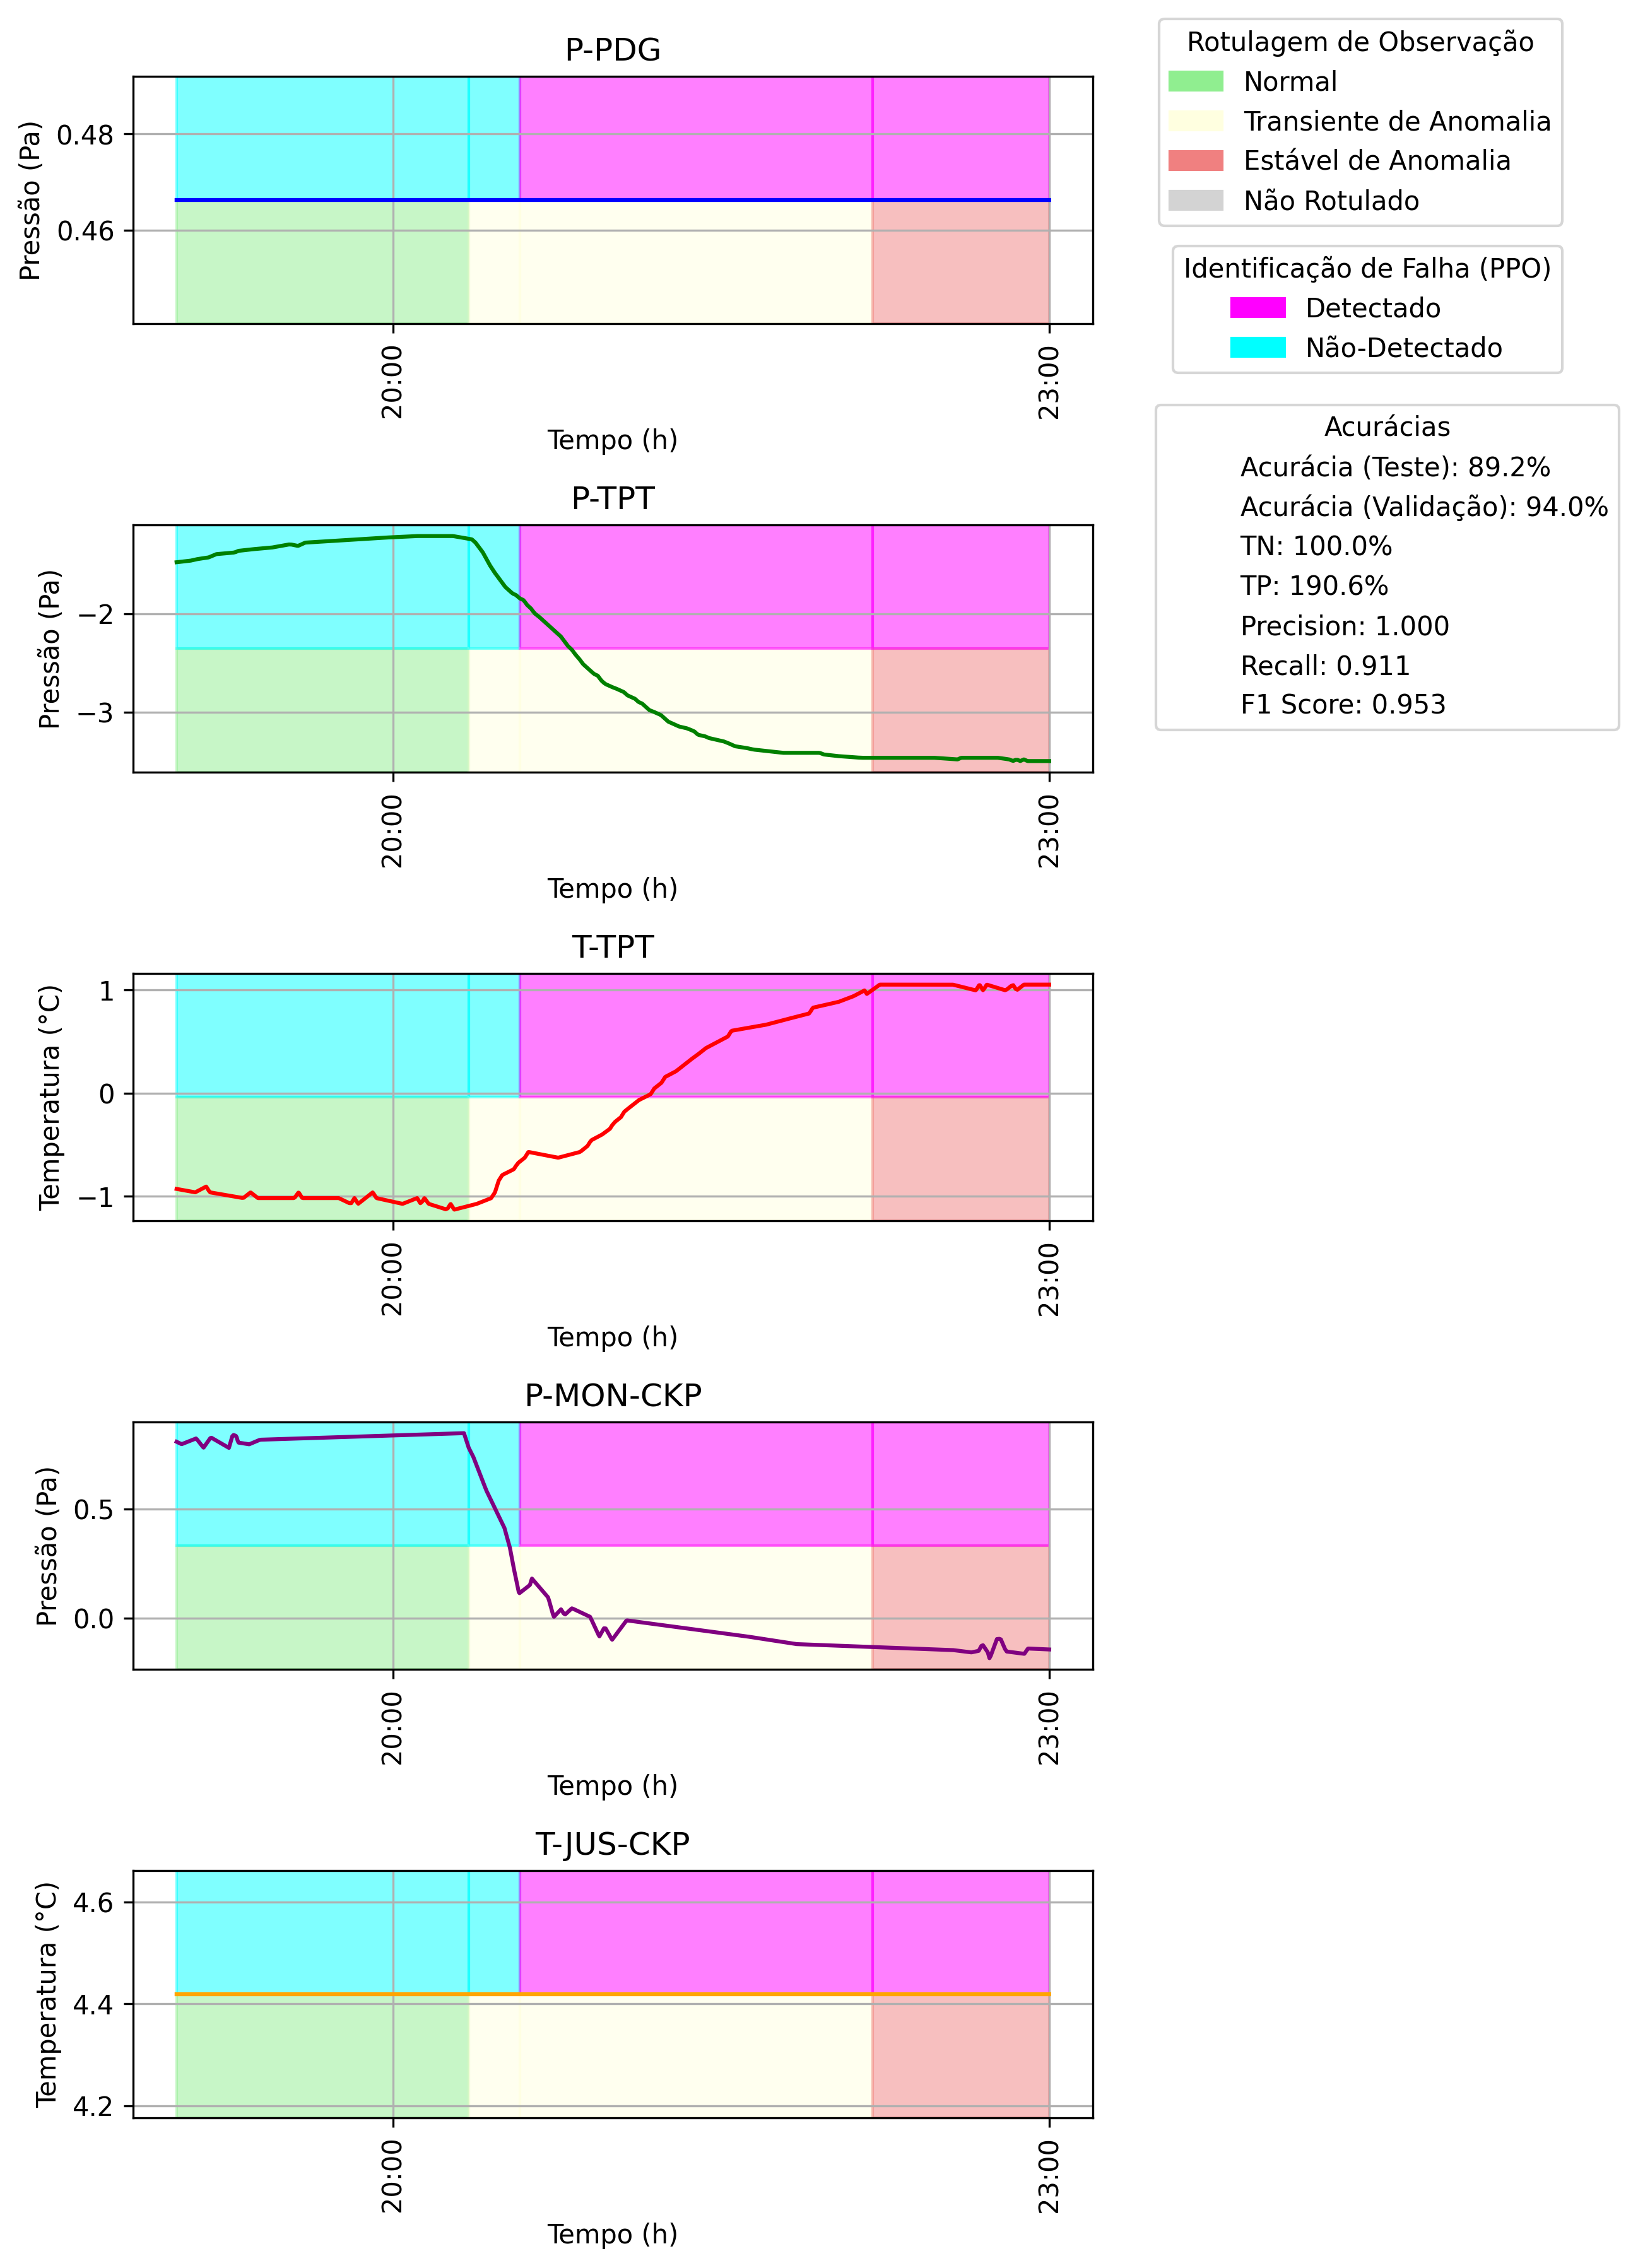 P-PDG
Pressão (Pa)
0.48
0.46
20:00
23:00
Tempo (h)
P-TPT
Pressão (Pa)
−2
−3
20:00
23:00
Tempo (h)
T-TPT
Temperatura (°C)
1
0
−1
20:00
23:00
Tempo (h)
P-MON-CKP
Pressão (Pa)
0.5
0.0
20:00
23:00
Tempo (h)
T-JUS-CKP
Temperatura (°C)
4.6
4.4
4.2
20:00
23:00
Tempo (h)
Rotulagem de Observação
Normal
Transiente de Anomalia
Estável de Anomalia
Não Rotulado
Identificação de Falha (PPO)
Detectado
Não-Detectado
Acurácias
Acurácia (Teste): 89.2%
Acurácia (Validação): 94.0%
TN: 100.0%
TP: 190.6%
Precision: 1.000
Recall: 0.911
F1 Score: 0.953